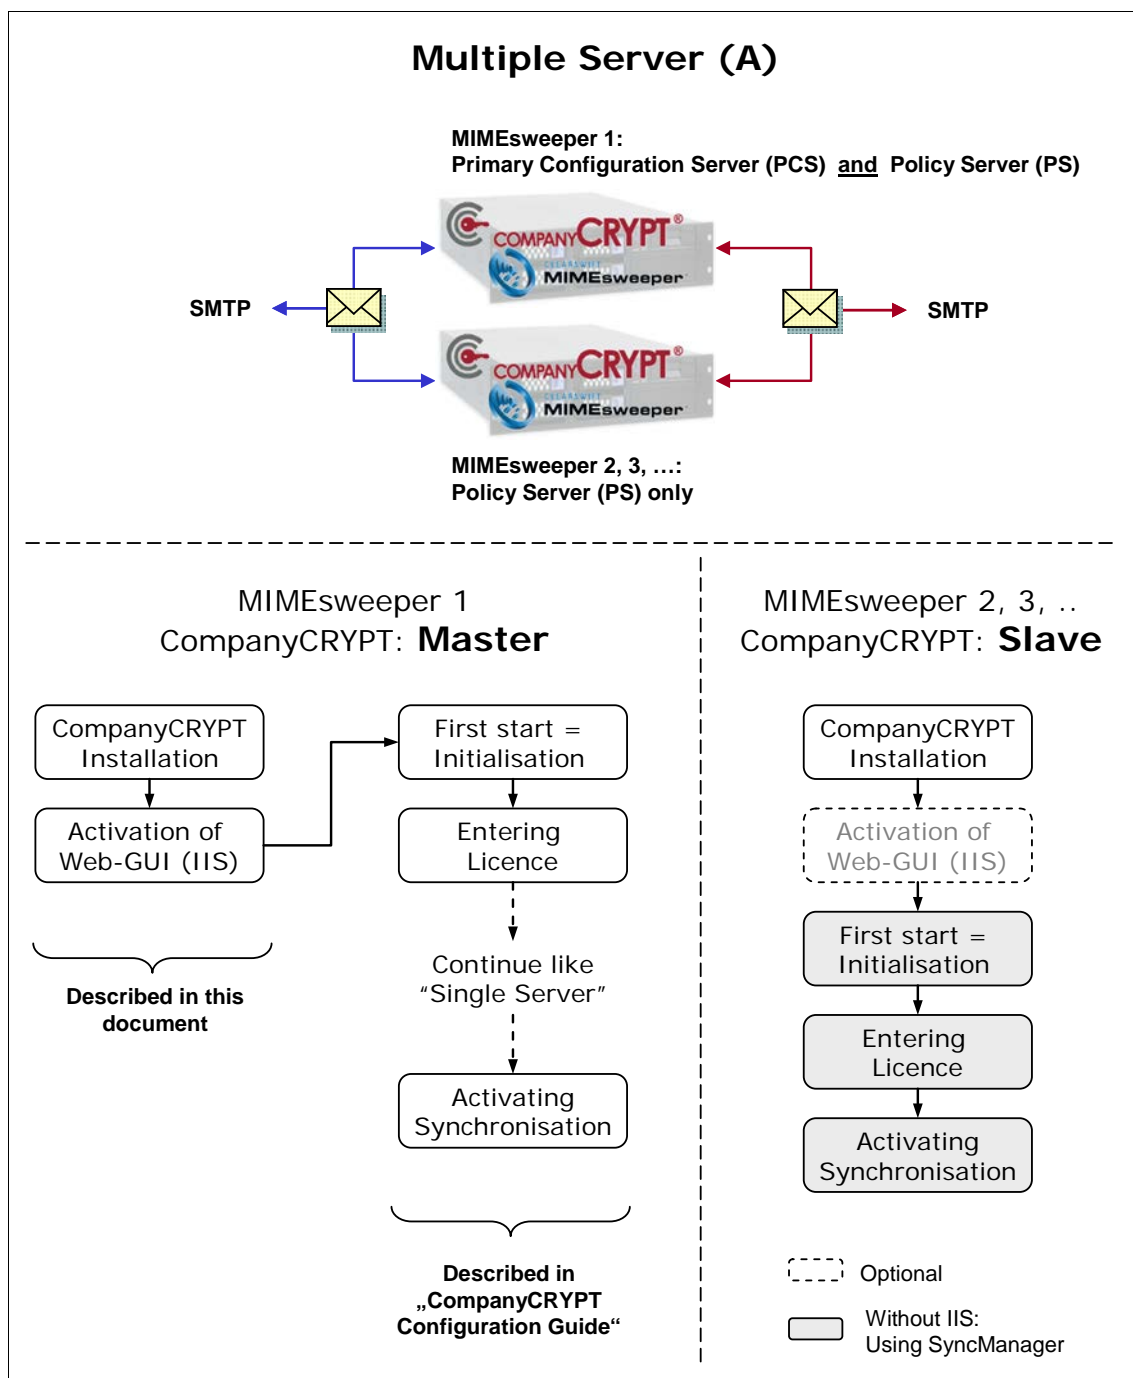 Multiple Server (A)
MIMEsweeper 1:
Primary Configuration Server (PCS) and Policy Server (PS)
COMPANYCRYPT®
CLEARSWIFT
MIMEsweeper
SMTP
SMTP
COMPANYCRYPT®
CLEARSWIFT
MIMEsweeper
MIMEsweeper 2, 3, …:
Policy Server (PS) only
MIMEsweeper 1
CompanyCRYPT: Master
CompanyCRYPT
Installation
Activation of
Web-GUI (IIS)
Described in this
document
First start =
Initialisation
Entering
Licence
Continue like
“Single Server”
Activating
Synchronisation
Described in
„CompanyCRYPT
Configuration Guide“
MIMEsweeper 2, 3, ..
CompanyCRYPT: Slave
CompanyCRYPT
Installation
Activation of
Web-GUI (IIS)
First start =
Initialisation
Entering
Licence
Activating
Synchronisation
Optional
Without IIS:
Using SyncManager